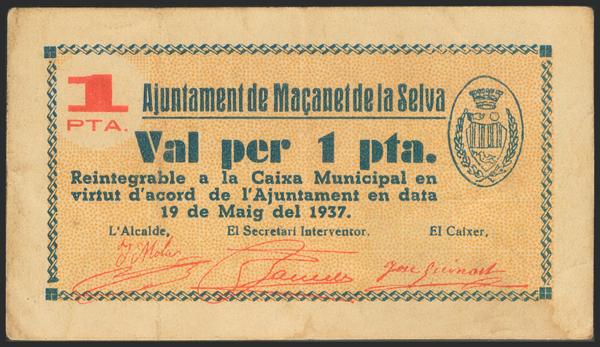 1
PTA.
Ajuntament de Maçanet de la Selva
Val per 1 pta.
Reintegrable a la Caixa Municipal en
virtut d'acord de l'Ajuntament en data
19 de Maig del 1937.
L'Alcalde, El Secretari Interventor. El Caixer,